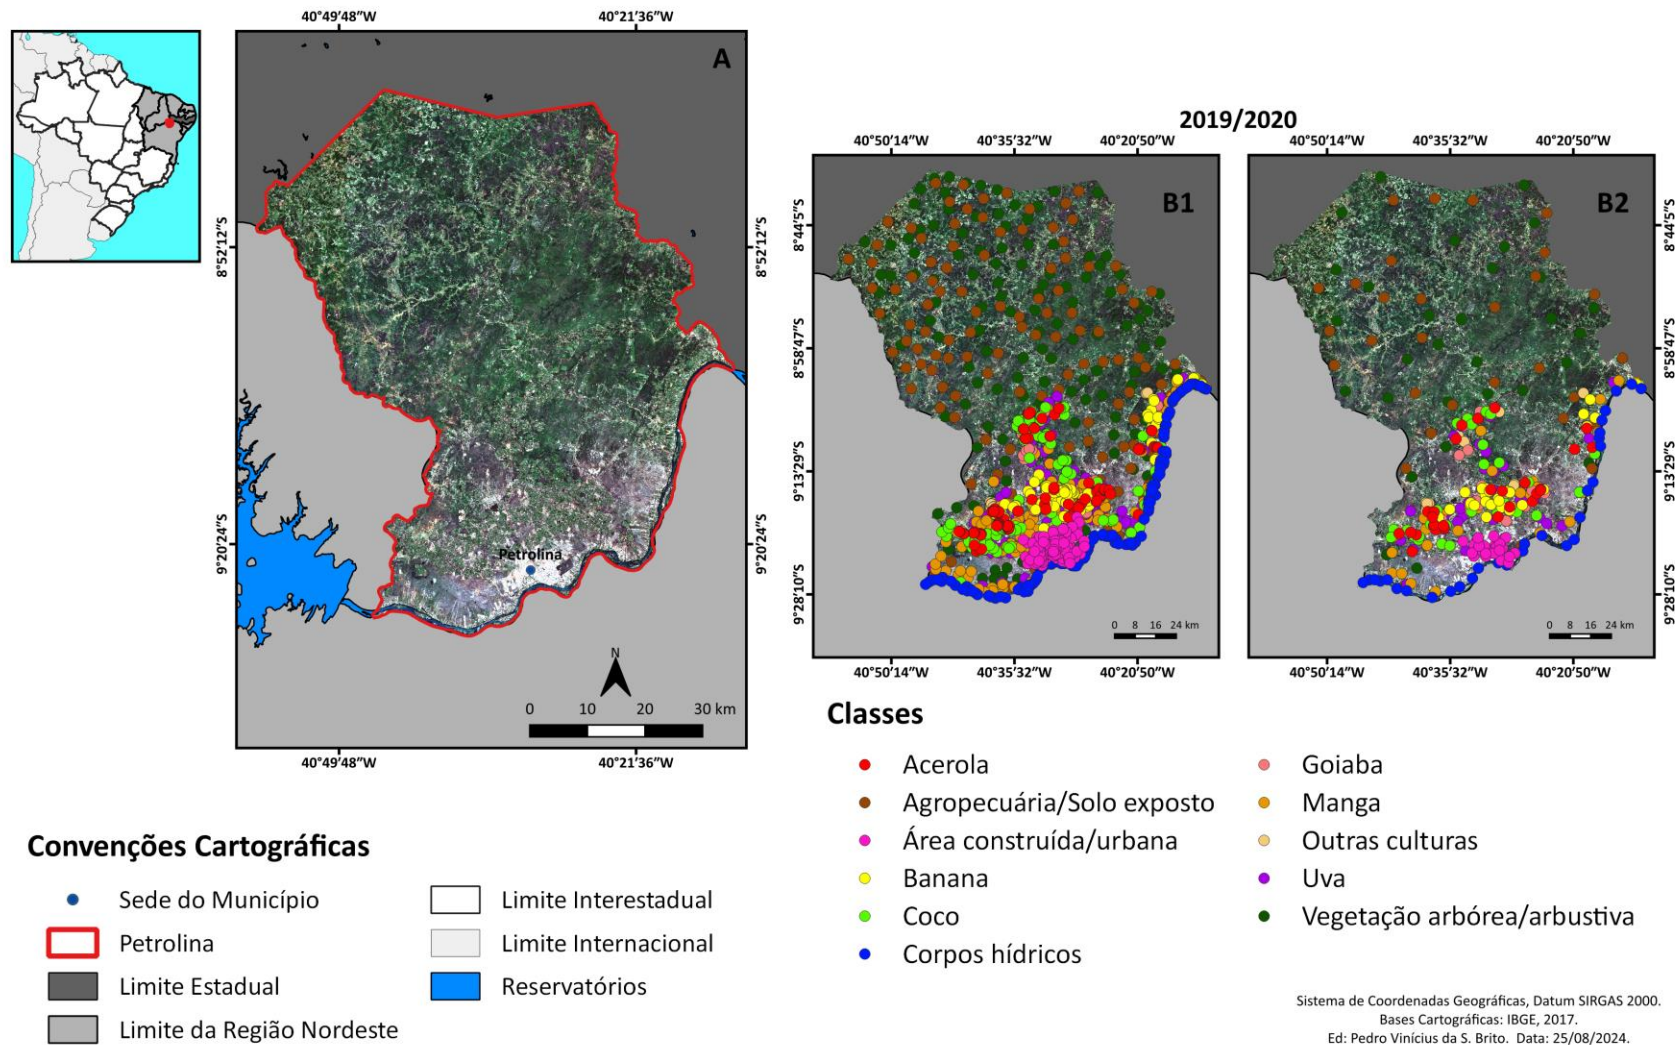 40°49′48″W 40°21′36″W
A
8°52′12″S 8°52′12″S
9°20′24″S 9°20′24″S
Petrolina
N
0 10 20 30 km
40°49′48″W 40°21′36″W
2019/2020
40°50′14″W 40°35′32″W 40°20′50″W
B1
8°44′5″S
8°58′47″S
9°13′29″S
9°28′10″S
0 8 16 24 km
40°50′14″W 40°35′32″W 40°20′50″W
40°50′14″W 40°35′32″W 40°20′50″W
B2
8°44′5″S
8°58′47″S
9°13′29″S
9°28′10″S
0 8 16 24 km
40°50′14″W 40°35′32″W 40°20′50″W
Classes
Acerola
Agropecuária/Solo exposto
Área construída/urbana
Banana
Coco
Corpos hídricos
Goiaba
Manga
Outras culturas
Uva
Vegetação arbórea/arbustiva
Convenções Cartográficas
Sede do Município
Petrolina
Limite Estadual
Limite da Região Nordeste
Limite Interestadual
Limite Internacional
Reservatórios
Sistema de Coordenadas Geográficas, Datum SIRGAS 2000.
Bases Cartográficas: IBGE, 2017.
Ed: Pedro Vinícius da S. Brito. Data: 25/08/2024.